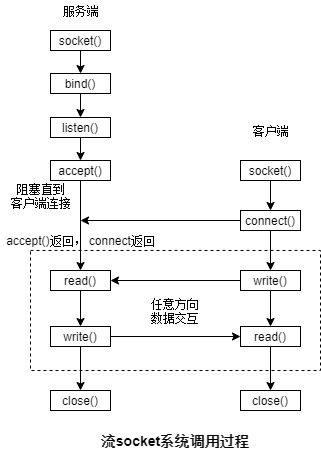 服务端
socket()
bind()
listen()
客户端
accept()
socket()
阻塞直到
客户端连接
connect()
accept()返回， connect返回
read()
write()
任意方向
数据交互
write()
read()
close()
close()
流socket系统调用过程